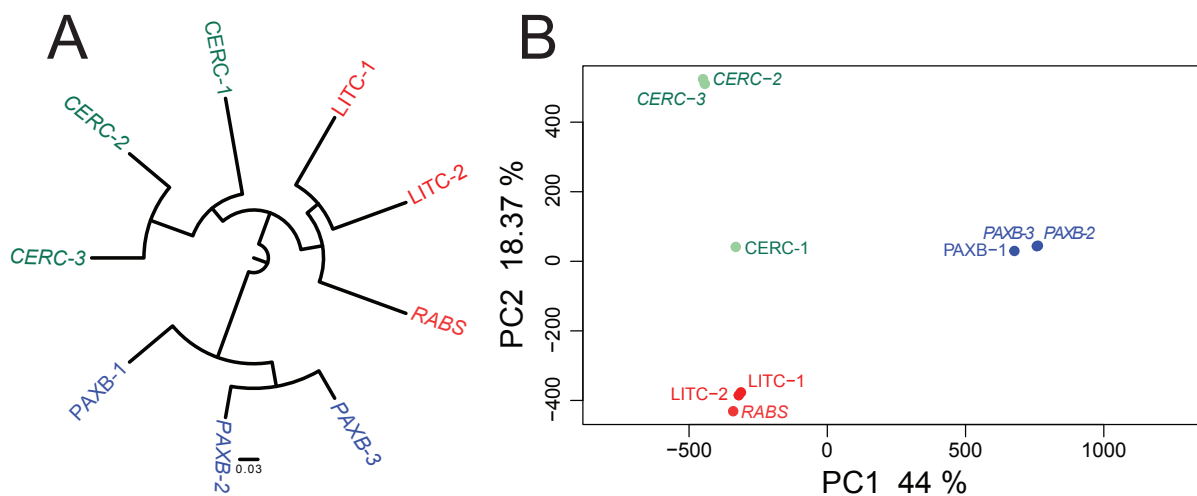 A
CERC-1
LITC-1
CERC-2
LITC-2
CERC-3
RABS
PAXB-1
PAXB-2
PAXB-3
0.03
B
CERC−2
CERC−3
PAXB-3 PAXB-2
PAXB−1
CERC−1
LITC−1
LITC−2
RABS
400
200
0
−200
−400
PC2 18.37 %
−500 0 500 1000
PC1 44 %